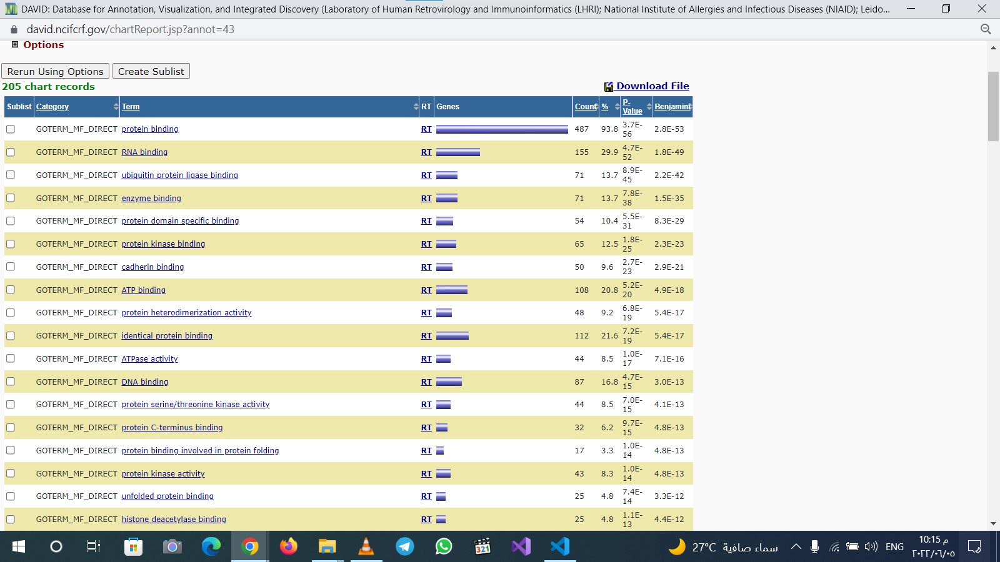 DAVID: Database for Annotation, Visualization, and Integrated Discovery (Laboratory of Human Retrovirology and Immunoinformatics (LHRI); National Institute of Allergies and Infectious Diseases (NIAID); Leido...
david.ncifcrf.gov/chartReport.jsp?annot=43
Options
Rerun Using Options Create Sublist
205 chart records Download File
Sublist Category Term RT Genes Count % P-Value Benjamini
GOTERM_MF_DIRECT protein binding RT 487 93.8 3.7E-56 2.8E-53
GOTERM_MF_DIRECT RNA binding RT 155 29.9 4.7E-52 1.8E-49
GOTERM_MF_DIRECT ubiquitin protein ligase binding RT 71 13.7 8.9E-45 2.2E-42
GOTERM_MF_DIRECT enzyme binding RT 71 13.7 7.8E-38 1.5E-35
GOTERM_MF_DIRECT protein domain specific binding RT 54 10.4 5.5E-31 8.3E-29
GOTERM_MF_DIRECT protein kinase binding RT 65 12.5 1.8E-25 2.3E-23
GOTERM_MF_DIRECT cadherin binding RT 50 9.6 2.7E-23 2.9E-21
GOTERM_MF_DIRECT ATP binding RT 108 20.8 5.2E-20 4.9E-18
GOTERM_MF_DIRECT protein heterodimerization activity RT 48 9.2 6.8E-19 5.4E-17
GOTERM_MF_DIRECT identical protein binding RT 112 21.6 7.2E-19 5.4E-17
GOTERM_MF_DIRECT ATPase activity RT 44 8.5 1.0E-17 7.1E-16
GOTERM_MF_DIRECT DNA binding RT 87 16.8 4.7E-15 3.0E-13
GOTERM_MF_DIRECT protein serine/threonine kinase activity RT 44 8.5 7.0E-15 4.1E-13
GOTERM_MF_DIRECT protein C-terminus binding RT 32 6.2 9.7E-15 4.8E-13
GOTERM_MF_DIRECT protein binding involved in protein folding RT 17 3.3 1.0E-14 4.8E-13
GOTERM_MF_DIRECT protein kinase activity RT 43 8.3 1.0E-14 4.8E-13
GOTERM_MF_DIRECT unfolded protein binding RT 25 4.8 7.4E-14 3.3E-12
GOTERM_MF_DIRECT histone deacetylase binding RT 25 4.8 1.1E-13 4.4E-12
321
27°C سماء صافية ENG
10:15 م
٢٠٢٢/٠٦/٠٥